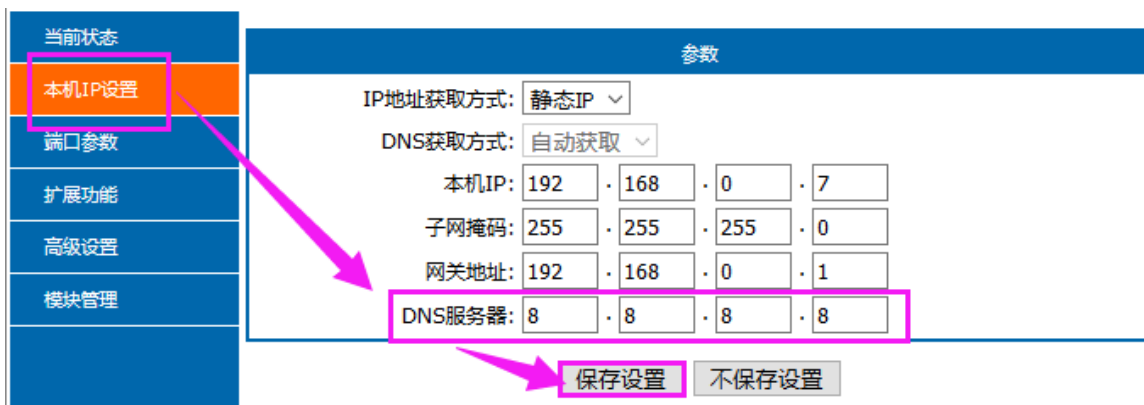 当前状态
本机IP设置
端口参数
扩展功能
高级设置
模块管理
参数
IP地址获取方式: 静态IP
DNS获取方式: 自动获取
本机IP: 192 . 168 . 0 . 7
子网掩码: 255 . 255 . 255 . 0
网关地址: 192 . 168 . 0 . 1
DNS服务器: 8 . 8 . 8 . 8
保存设置 不保存设置